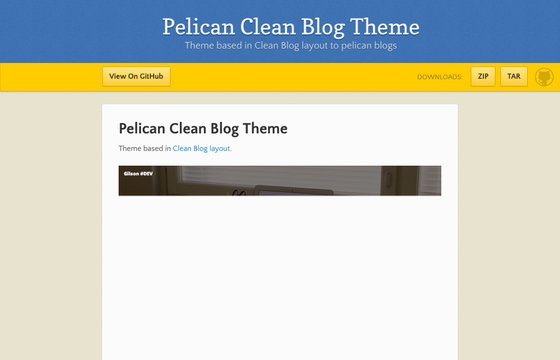 Pelican Clean Blog Theme
Theme based in Clean Blog layout to pelican blogs
View On GitHub
DOWNLOADS:
ZIP
TAR
Pelican Clean Blog Theme
Theme based in Clean Blog layout.
Gilson #DEV